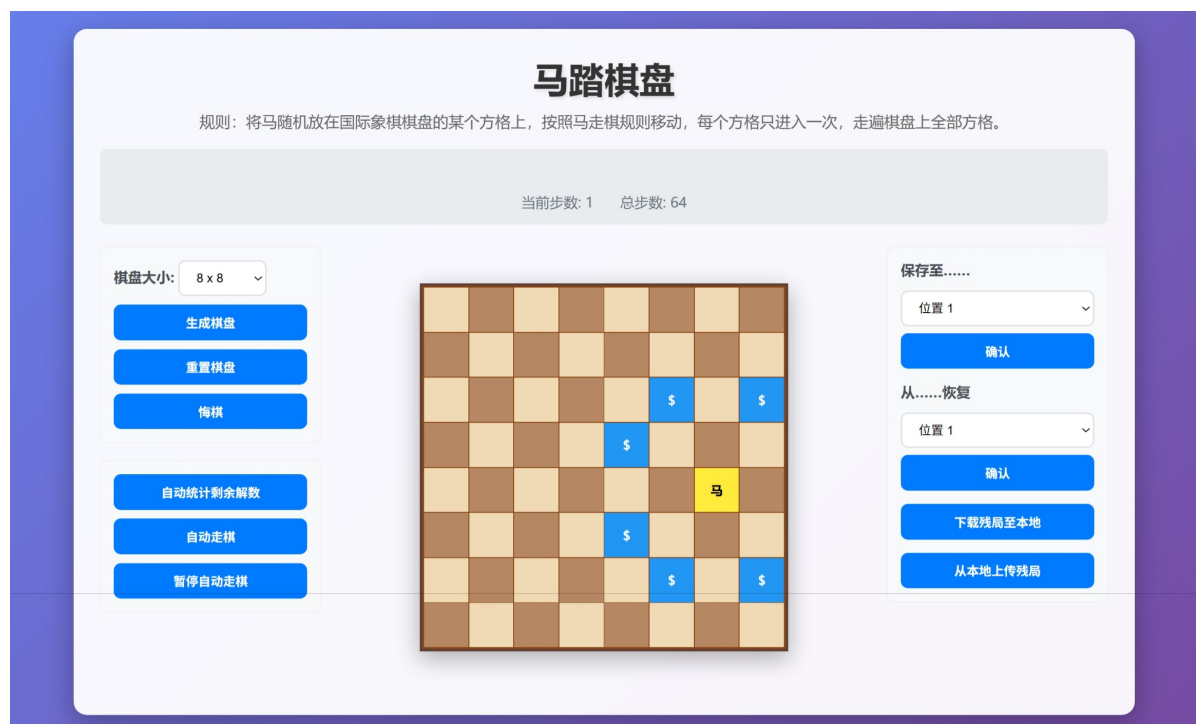 马踏棋盘
规则：将马随机放在国际象棋棋盘的某个方格上，按照马走棋规则移动，每个方格只进入一次，走遍棋盘上全部方格。
当前步数: 1 总步数: 64
棋盘大小: 8 x 8
生成棋盘
重置棋盘
悔棋
自动统计剩余解数
自动走棋
暂停自动走棋
$ $
$
马
$
$ $
保存至......
位置 1
确认
从......恢复
位置 1
确认
下载残局至本地
从本地上传残局